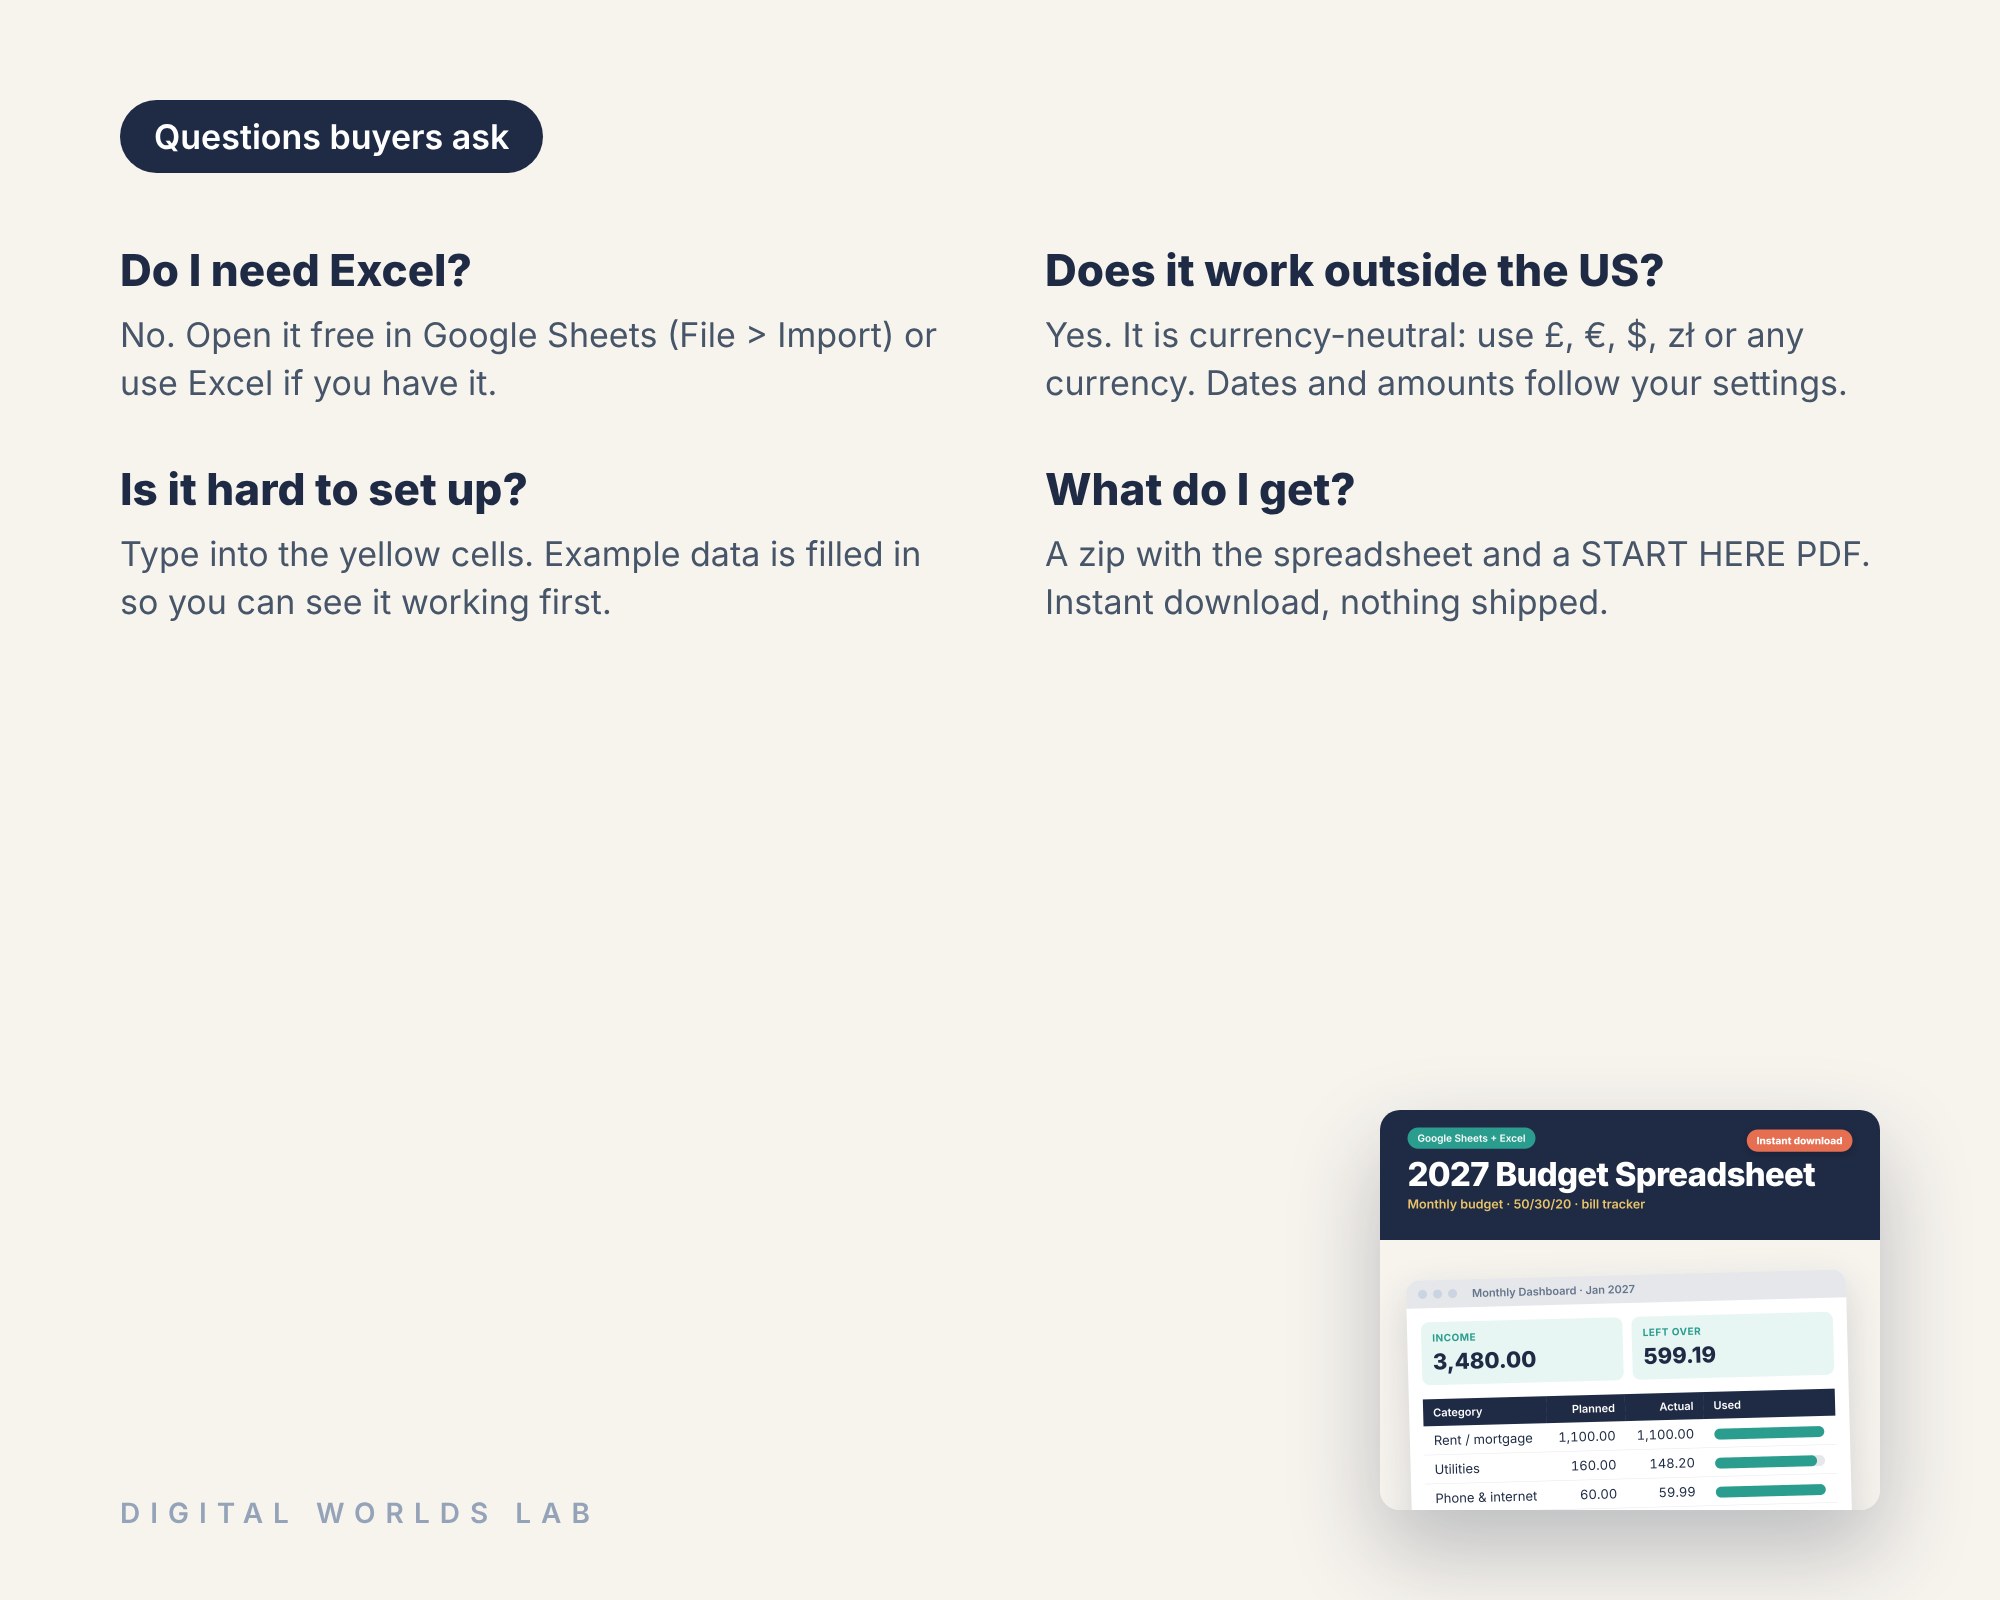 Questions buyers ask
Do I need Excel?
No. Open it free in Google Sheets (File > Import) or
use Excel if you have it.
Does it work outside the US?
Yes. It is currency-neutral: use £, €, $, zł or any
currency. Dates and amounts follow your settings.
Is it hard to set up?
Type into the yellow cells. Example data is filled in
so you can see it working first.
What do I get?
A zip with the spreadsheet and a START HERE PDF.
Instant download, nothing shipped.
Google Sheets + Excel
Instant download
2027 Budget Spreadsheet
Monthly budget · 50/30/20 · bill tracker
Monthly Dashboard · Jan 2027
INCOME
3,480.00
LEFT OVER
599.19
Category Planned Actual Used
Rent / mortgage 1,100.00 1,100.00
Utilities 160.00 148.20
Phone & internet 60.00 59.99
DIGITAL WORLDS LAB